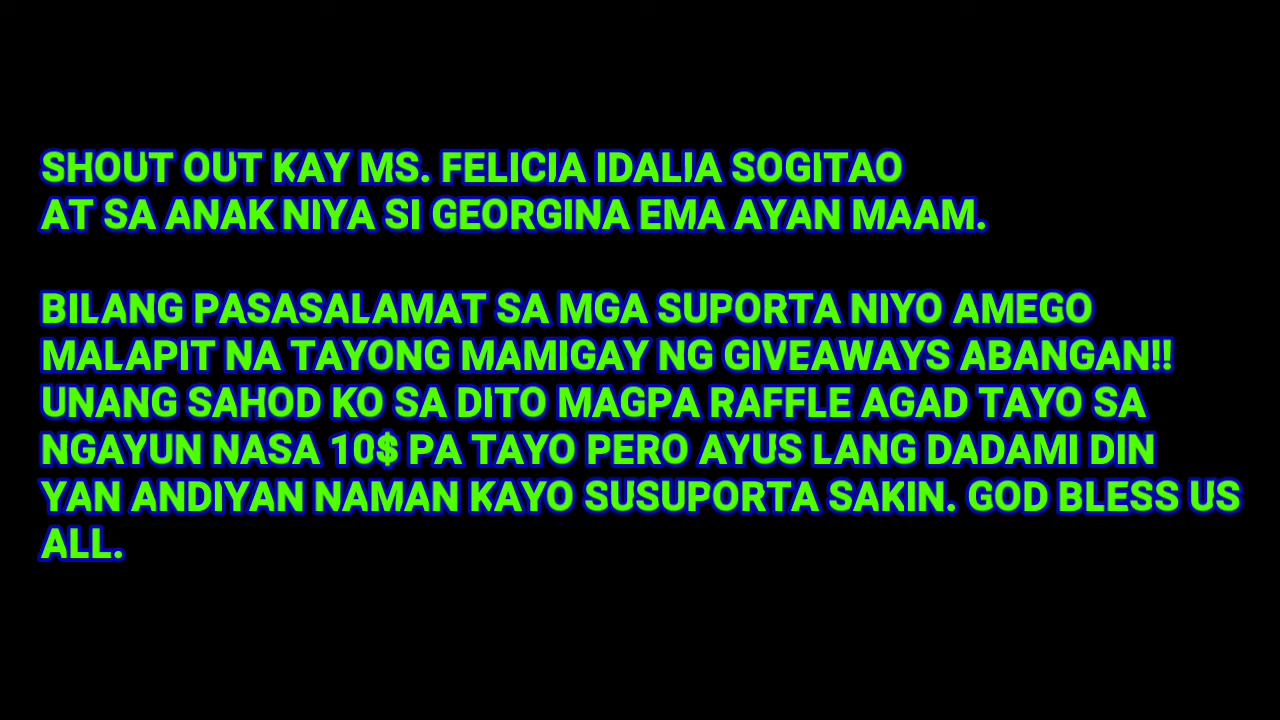 SHOUT OUT KAY MS. FELICIA IDALIA SOGITAO
AT SA ANAK NIYA SI GEORGINA EMA AYAN MAAM.
BILANG PASASALAMAT SA MGA SUPORTA NIYO AMEGO
MALAPIT NA TAYONG MAMIGAY NG GIVEAWAYS ABANGAN!!
UNANG SAHOD KO SA DITO MAGPA RAFFLE AGAD TAYO SA
NGAYUN NASA 10$ PA TAYO PERO AYUS LANG DADAMI DIN
YAN ANDIYAN NAMAN KAYO SUSUPORTA SAKIN. GOD BLESS US
ALL.